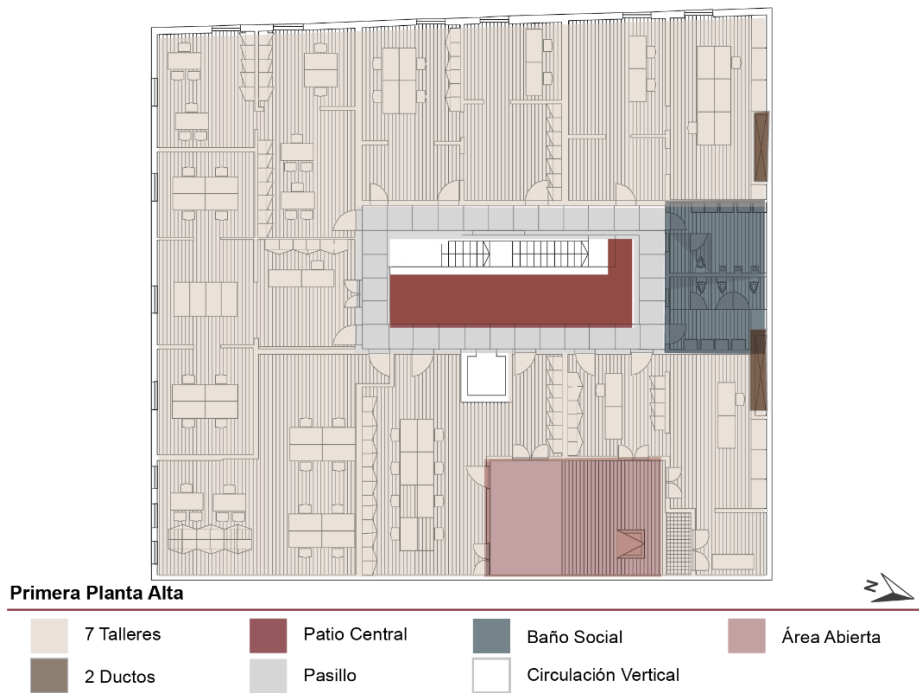 Primera Planta Alta
N
7 Talleres
Patio Central
Baño Social
Área Abierta
2 Ductos
Pasillo
Circulación Vertical